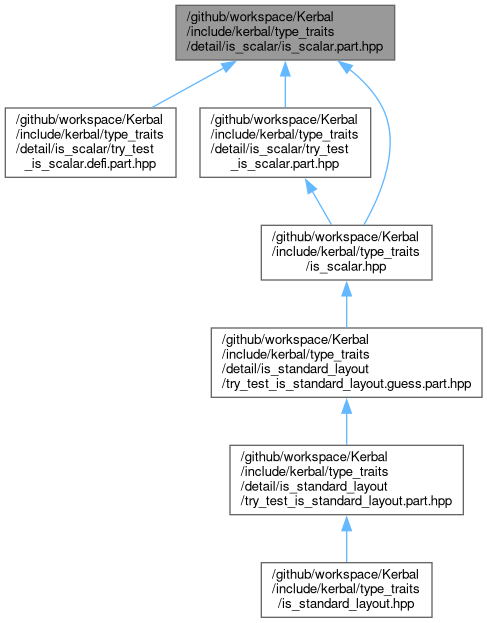 /github/workspace/Kerbal
/include/kerbal/type_traits
/detail/is_scalar/is_scalar.part.hpp
/github/workspace/Kerbal
/include/kerbal/type_traits
/detail/is_scalar/try_test
_is_scalar.defi.part.hpp
/github/workspace/Kerbal
/include/kerbal/type_traits
/detail/is_scalar/try_test
_is_scalar.part.hpp
/github/workspace/Kerbal
/include/kerbal/type_traits
/is_scalar.hpp
/github/workspace/Kerbal
/include/kerbal/type_traits
/detail/is_standard_layout
/try_test_is_standard_layout.guess.part.hpp
/github/workspace/Kerbal
/include/kerbal/type_traits
/detail/is_standard_layout
/try_test_is_standard_layout.part.hpp
/github/workspace/Kerbal
/include/kerbal/type_traits
/is_standard_layout.hpp